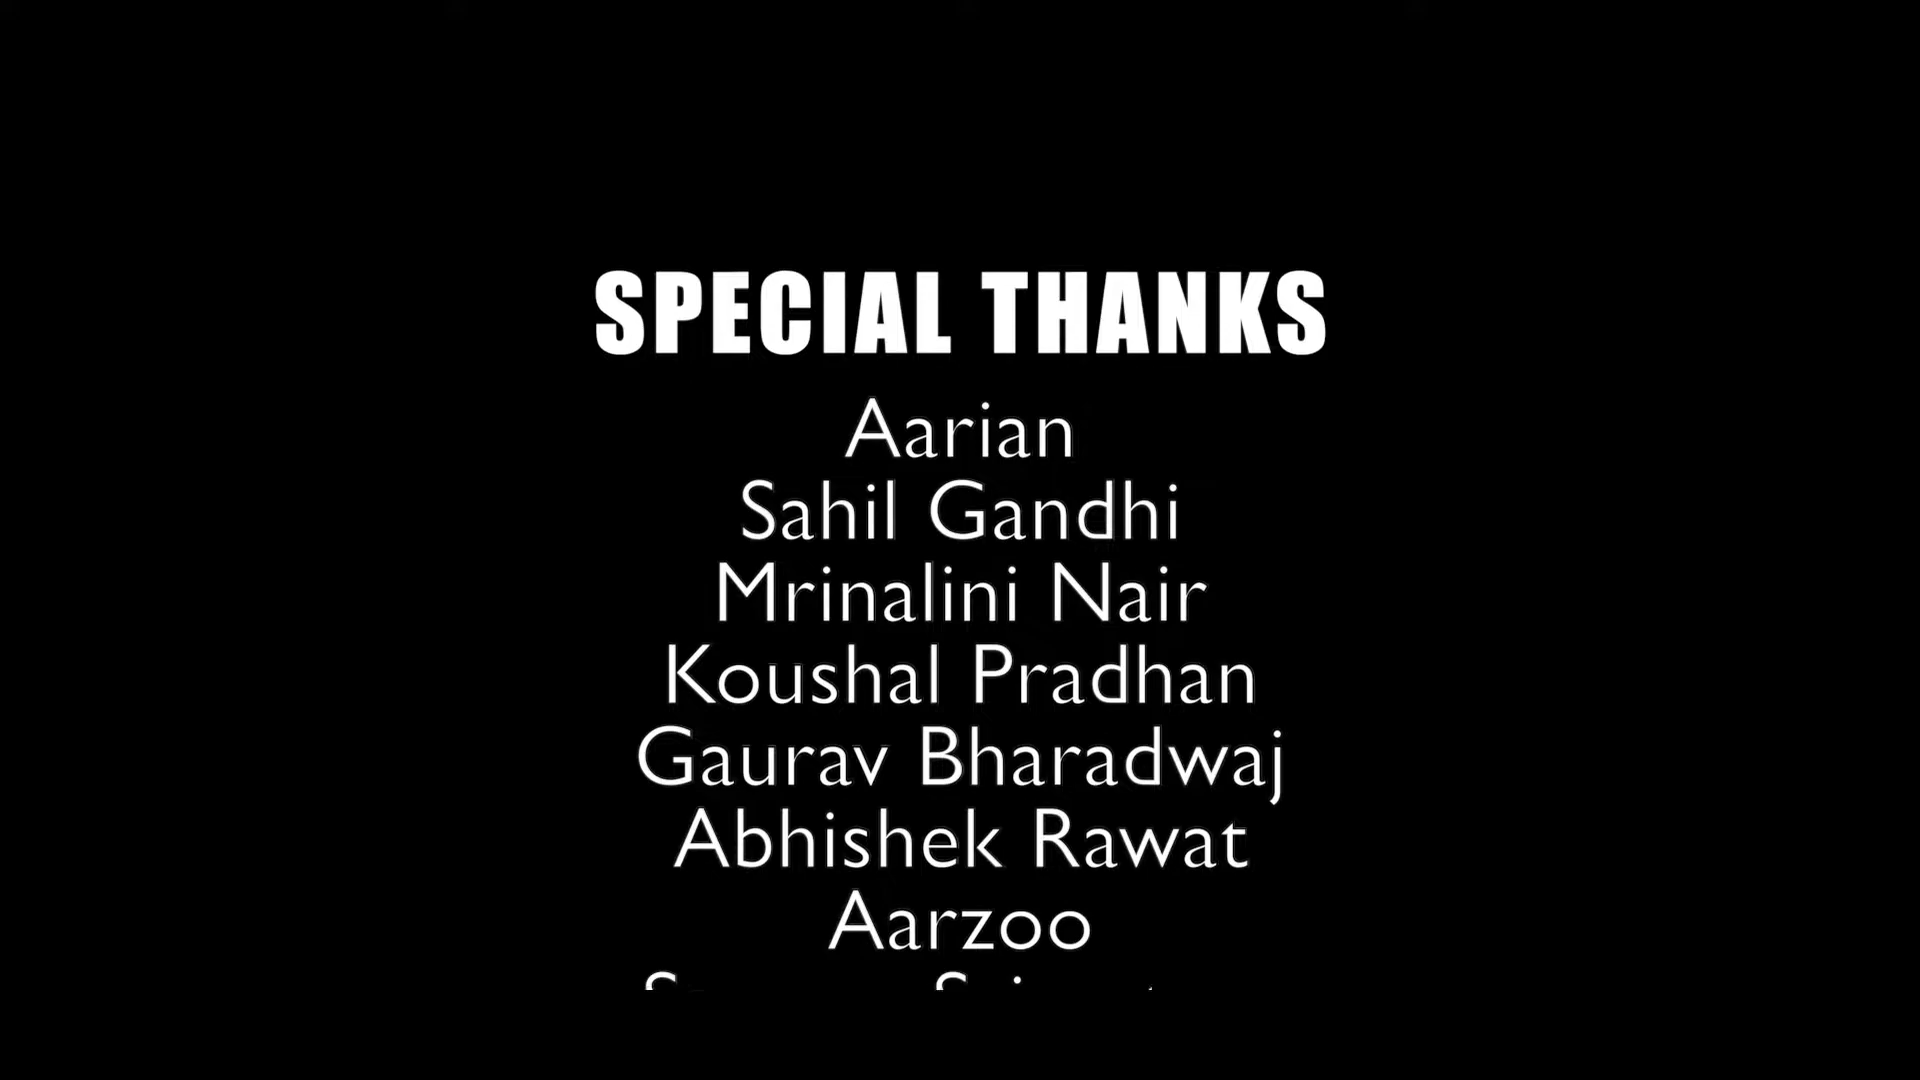 SPECIAL THANKS
Aarian
Sahil Gandhi
Mrinalini Nair
Koushal Pradhan
Gaurav Bharadwaj
Abhishek Rawat
Aarzoo